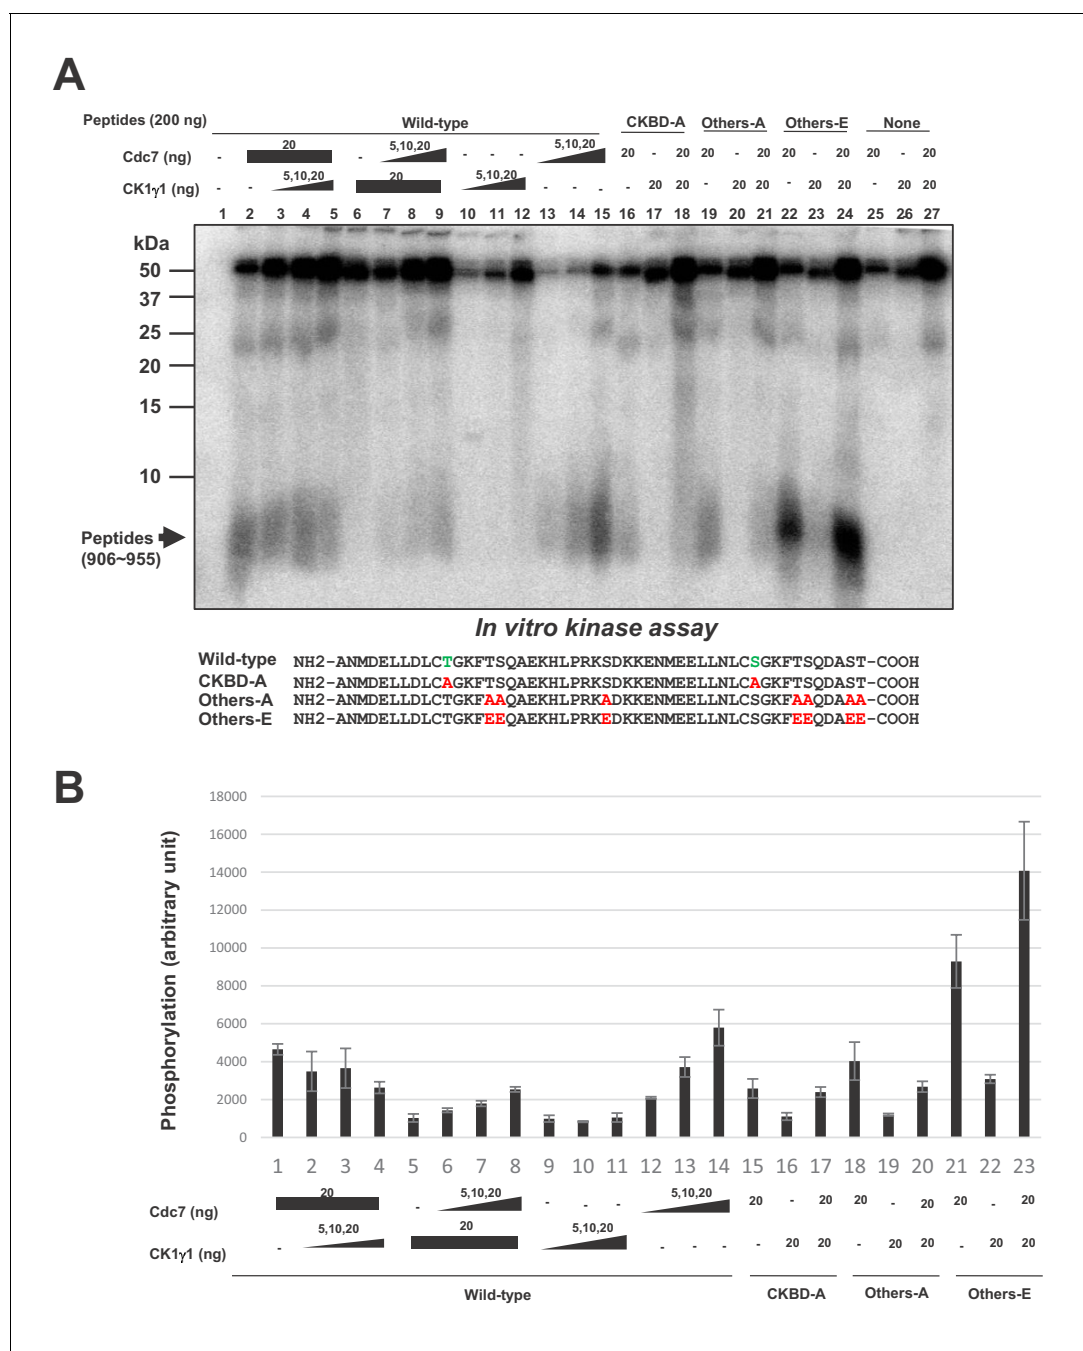 A
Peptides (200 ng) Wild-type CKBD-A Others-A Others-E None
Cdc7 (ng) - 20 - 5,10,20 - - - 5,10,20 20 - 20 20 - 20 20 - 20 20 - 20
CK1γ1 (ng) - - 5,10,20 20 5,10,20 - - - - 20 20 - 20 20 - 20 20 - 20 20
1 2 3 4 5 6 7 8 9 10 11 12 13 14 15 16 17 18 19 20 21 22 23 24 25 26 27
kDa
50
37
25
20
15
10
Peptides
(906~955)
In vitro kinase assay
Wild-type NH2-ANMDELLDLCTGKFTSQAEKHLPRKSDKKENMEELLNLCSGKFTSQDAST-COOH
CKBD-A NH2-ANMDELLDLCAGKFTSQAEKHLPRKSDKKENMEELLNLCAGKFTSQDAST-COOH
Others-A NH2-ANMDELLDLCTGKFAAQAEKHLPRKADKKENMEELLNLCSGKFAAQDAAA-COOH
Others-E NH2-ANMDELLDLCTGKFEEQAEKHLPRKEDKKENMEELLNLCSGKFEEQDAEE-COOH
B
Phosphorylation (arbitrary unit)
18000
16000
14000
12000
10000
8000
6000
4000
2000
0
1 2 3 4 5 6 7 8 9 10 11 12 13 14 15 16 17 18 19 20 21 22 23
Cdc7 (ng) 20 - 5,10,20 - - - 5,10,20 20 - 20 20 - 20 20 - 20
CK1γ1 (ng) - 5,10,20 20 5,10,20 - - - - 20 20 - 20 20 - 20 20
Wild-type CKBD-A Others-A Others-E